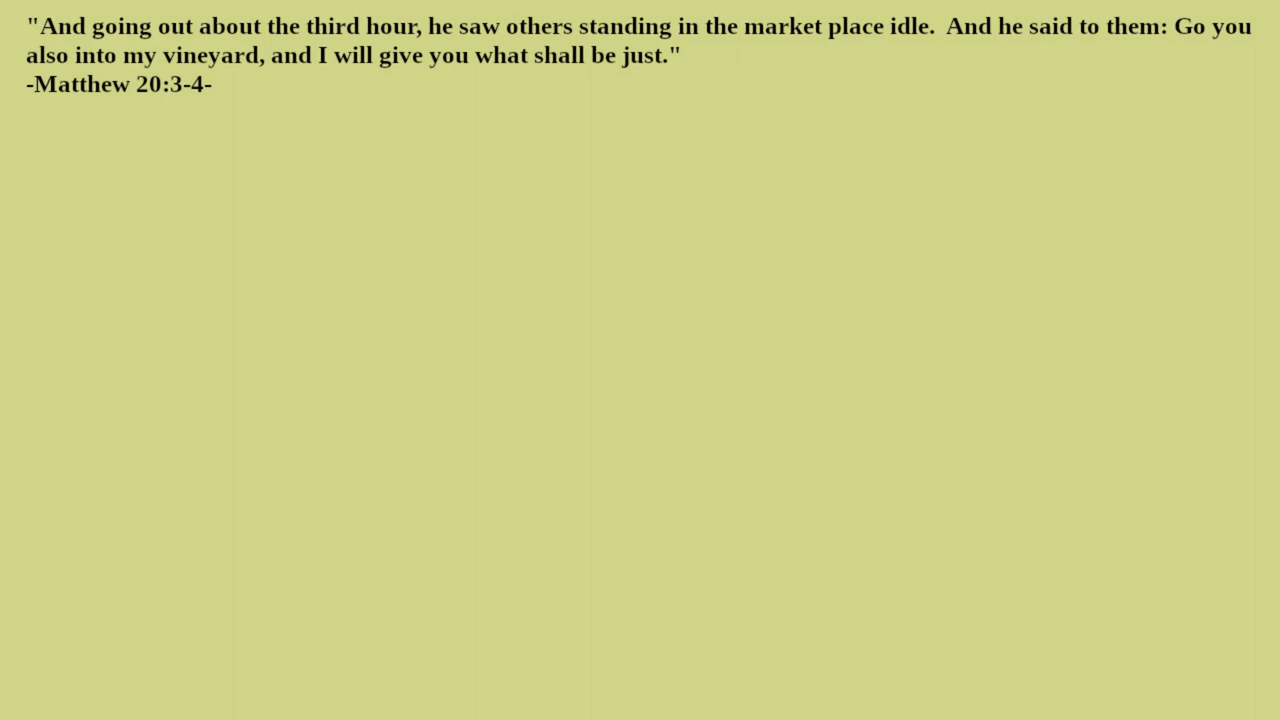 "And going out about the third hour, he saw others standing in the market place idle.  And he said to them: Go you
also into my vineyard, and I will give you what shall be just."
-Matthew 20:3-4-